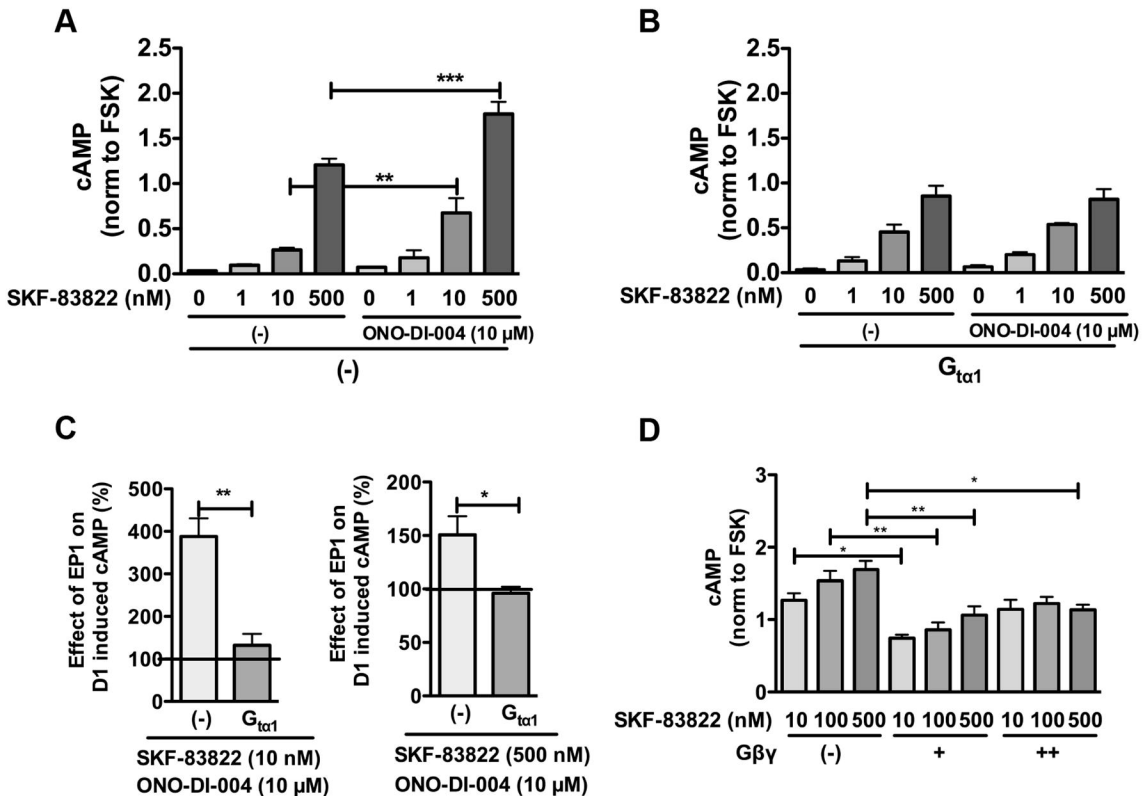 A
cAMP
(norm to FSK)
2.5
2.0
1.5
1.0
0.5
0.0
***
**
SKF-83822 (nM) 0 1 10 500 0 1 10 500
(-) ONO-DI-004 (10 µM)
(-)
B
cAMP
(norm to FSK)
2.5
2.0
1.5
1.0
0.5
0.0
SKF-83822 (nM) 0 1 10 500 0 1 10 500
(-) ONO-DI-004 (10 µM)
Gtα1
C
Effect of EP1 on
D1 induced cAMP (%)
500
400
300
200
100
0
**
(-) Gtα1
SKF-83822 (10 nM)
ONO-DI-004 (10 µM)
Effect of EP1 on
D1 induced cAMP (%)
200
150
100
50
0
*
(-) Gtα1
SKF-83822 (500 nM)
ONO-DI-004 (10 µM)
D
cAMP
(norm to FSK)
3
2
1
0
*
**
**
*
SKF-83822 (nM) 10 100 500 10 100 500 10 100 500
Gβγ (-) + ++